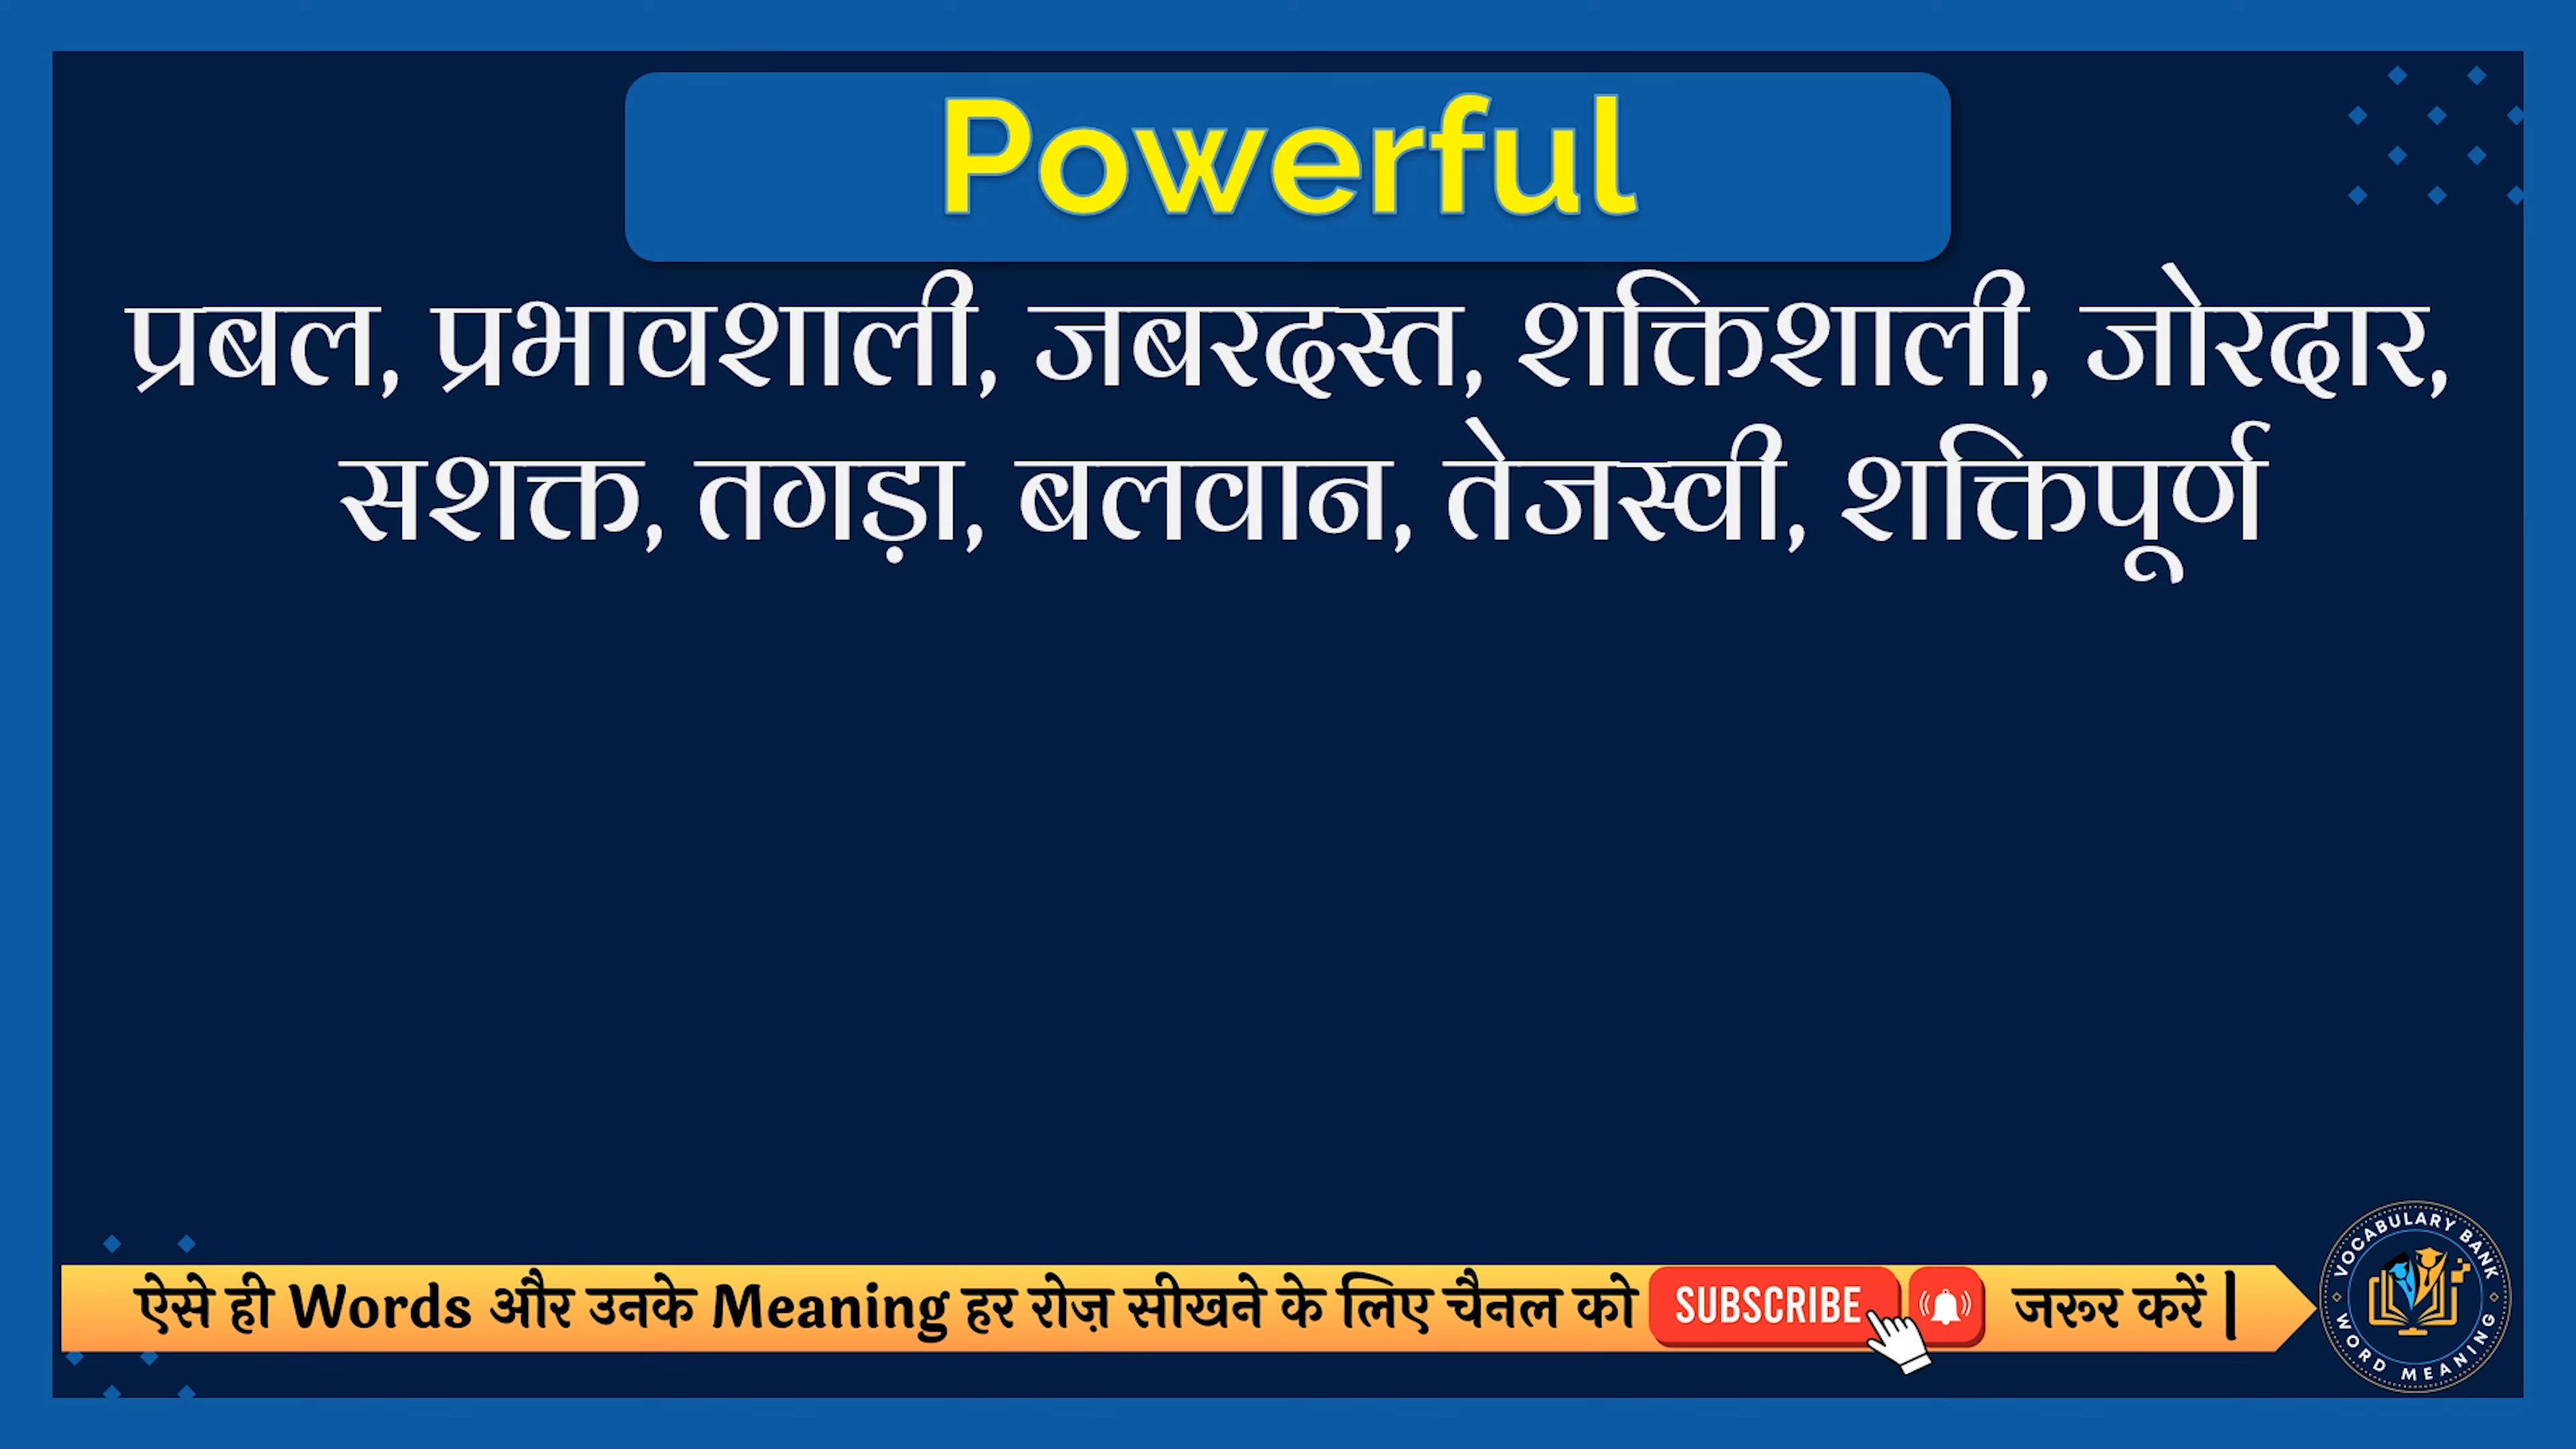 Powerful
प्रबल, प्रभावशाली, जबरदस्त, शक्तिशाली, जोरदार,
सशक्त, तगड़ा, बलवान, तेजस्वी, शक्तिपूर्ण
ऐसे ही Words और उनके Meaning हर रोज़ सीखने के लिए चैनल को SUBSCRIBE जरूर करें |
VOCABULARY BANK
WORD MEANING